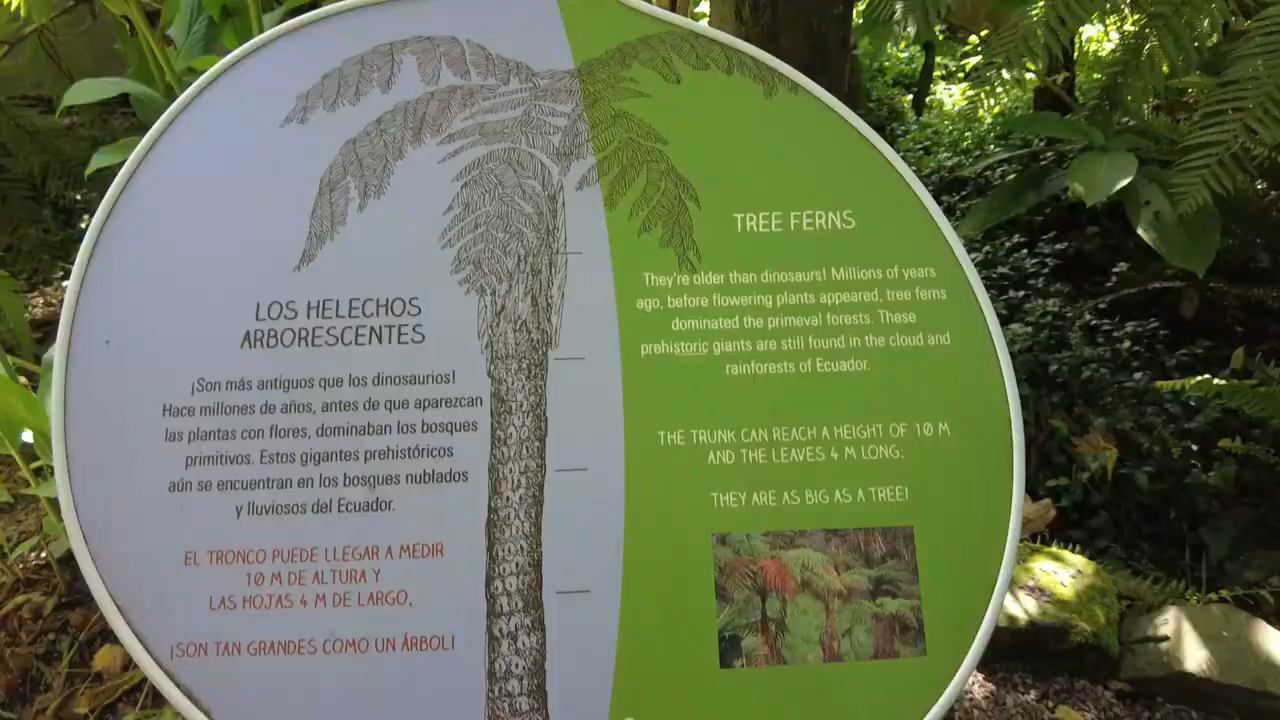 LOS HELECHOS
ARBORESCENTES
¡Son más antiguos que los dinosaurios!
Hace millones de años, antes de que aparezcan
las plantas con flores, dominaban los bosques
primitivos. Estos gigantes prehistóricos
aún se encuentran en los bosques nublados
y lluviosos del Ecuador.
EL TRONCO PUEDE LLEGAR A MEDIR
10 M DE ALTURA Y
LAS HOJAS 4 M DE LARGO,
¡SON TAN GRANDES COMO UN ÁRBOL!
TREE FERNS
They're older than dinosaurs! Millions of years
ago, before flowering plants appeared, tree ferns
dominated the primeval forests. These
prehistoric giants are still found in the cloud and
rainforests of Ecuador.
THE TRUNK CAN REACH A HEIGHT OF 10 M
AND THE LEAVES 4 M LONG;
THEY ARE AS BIG AS A TREE!